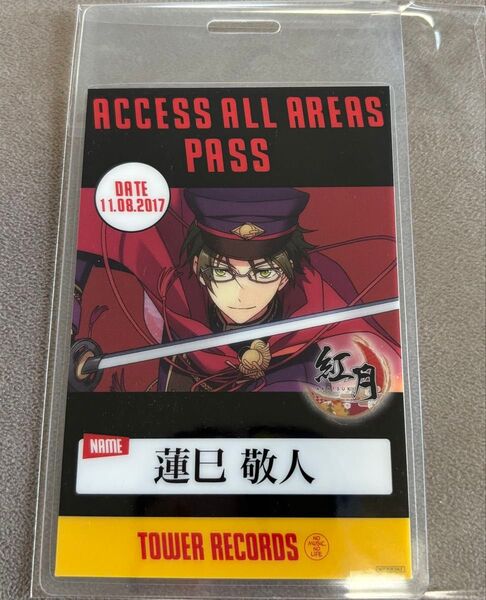 ACCESS ALL AREAS
PASS
DATE
11.08.2017
紅月
AKATSUKI
NAME
蓮巳 敬人
TOWER RECORDS
NO
MUSIC,
NO
LIFE.